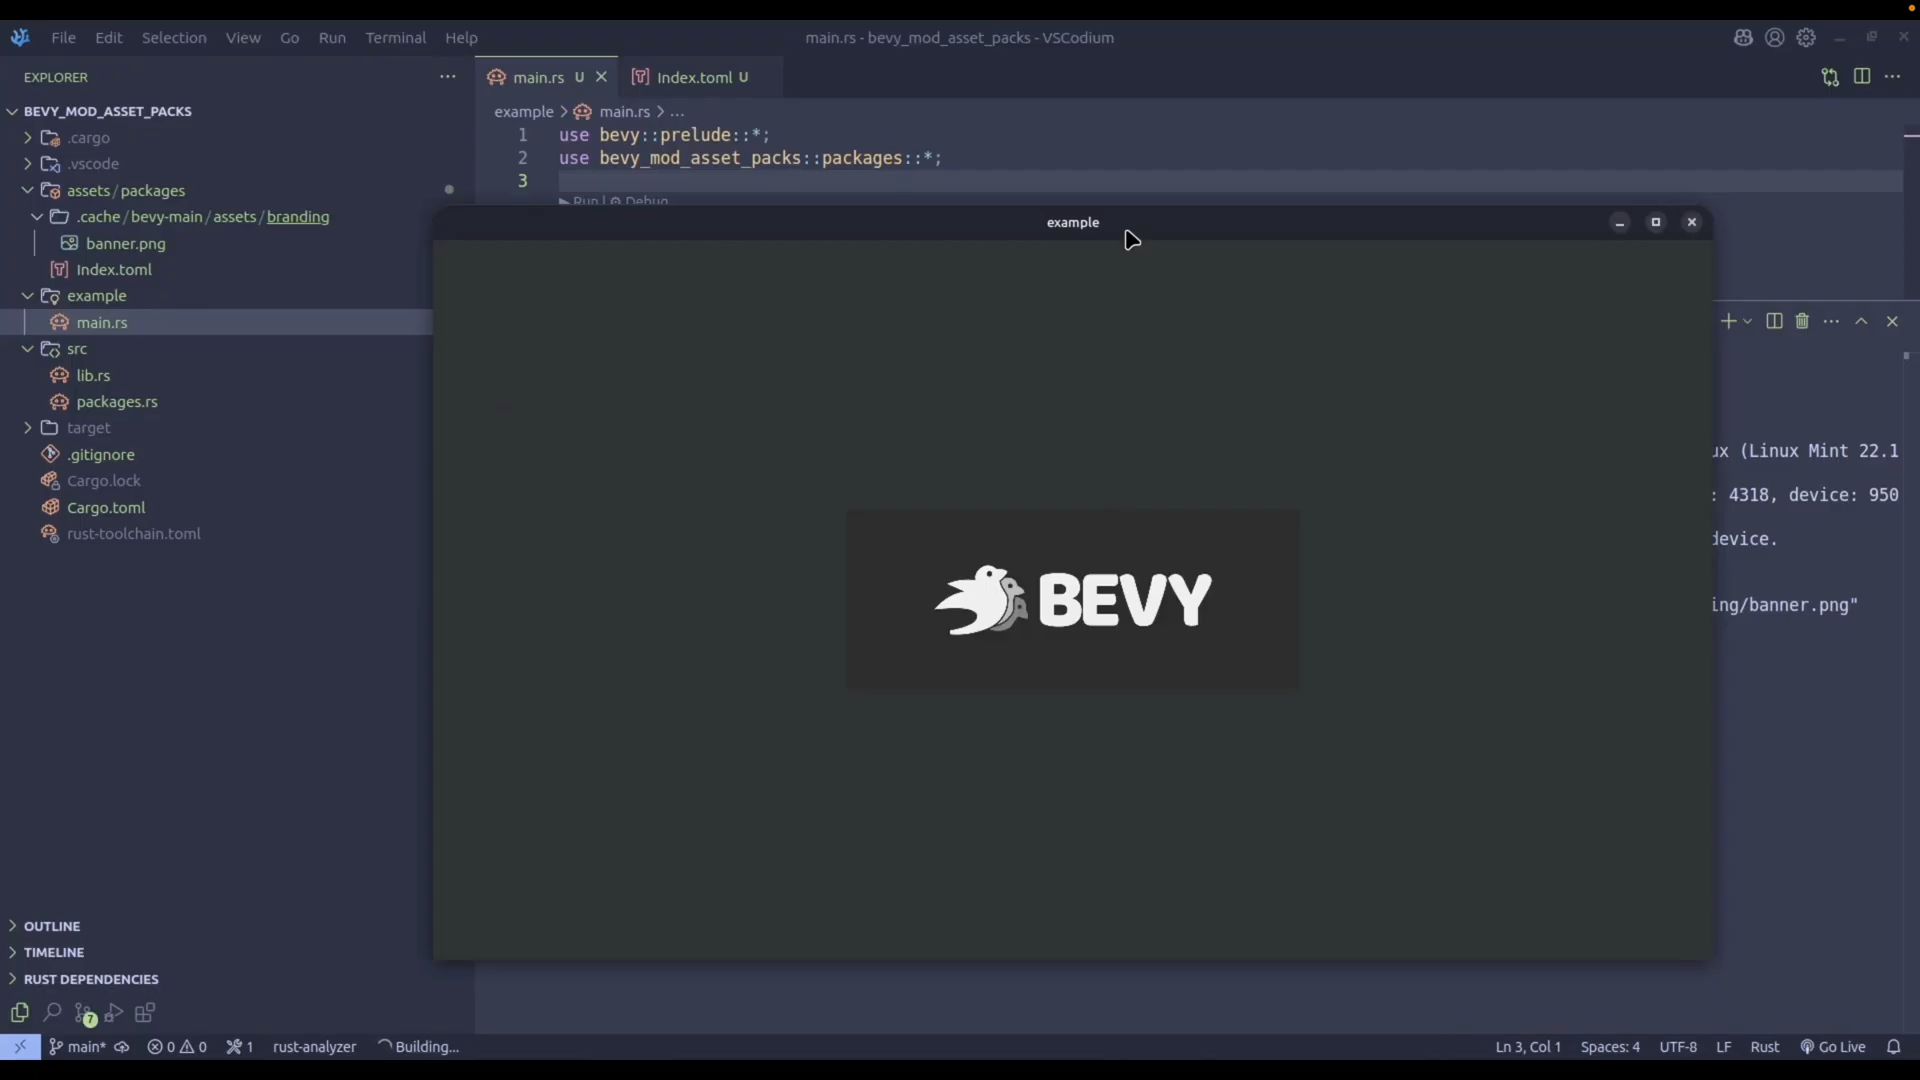 File Edit Selection View Go Run Terminal Help
main.rs - bevy_mod_asset_packs - VSCodium
EXPLORER
main.rs U
Index.toml U
BEVY_MOD_ASSET_PACKS
.cargo
.vscode
assets/packages
.cache/bevy-main/assets/branding
banner.png
Index.toml
example
main.rs
src
lib.rs
packages.rs
target
.gitignore
Cargo.lock
Cargo.toml
rust-toolchain.toml
example > main.rs > ...
1 use bevy::prelude::*;
2 use bevy_mod_asset_packs::packages::*;
3
Run | Debug
example
BEVY
ux (Linux Mint 22.1
: 4318, device: 950
device.
ing/banner.png"
OUTLINE
TIMELINE
RUST DEPENDENCIES
7
main* 0 0 1 rust-analyzer Building... Ln 3, Col 1 Spaces: 4 UTF-8 LF Rust Go Live